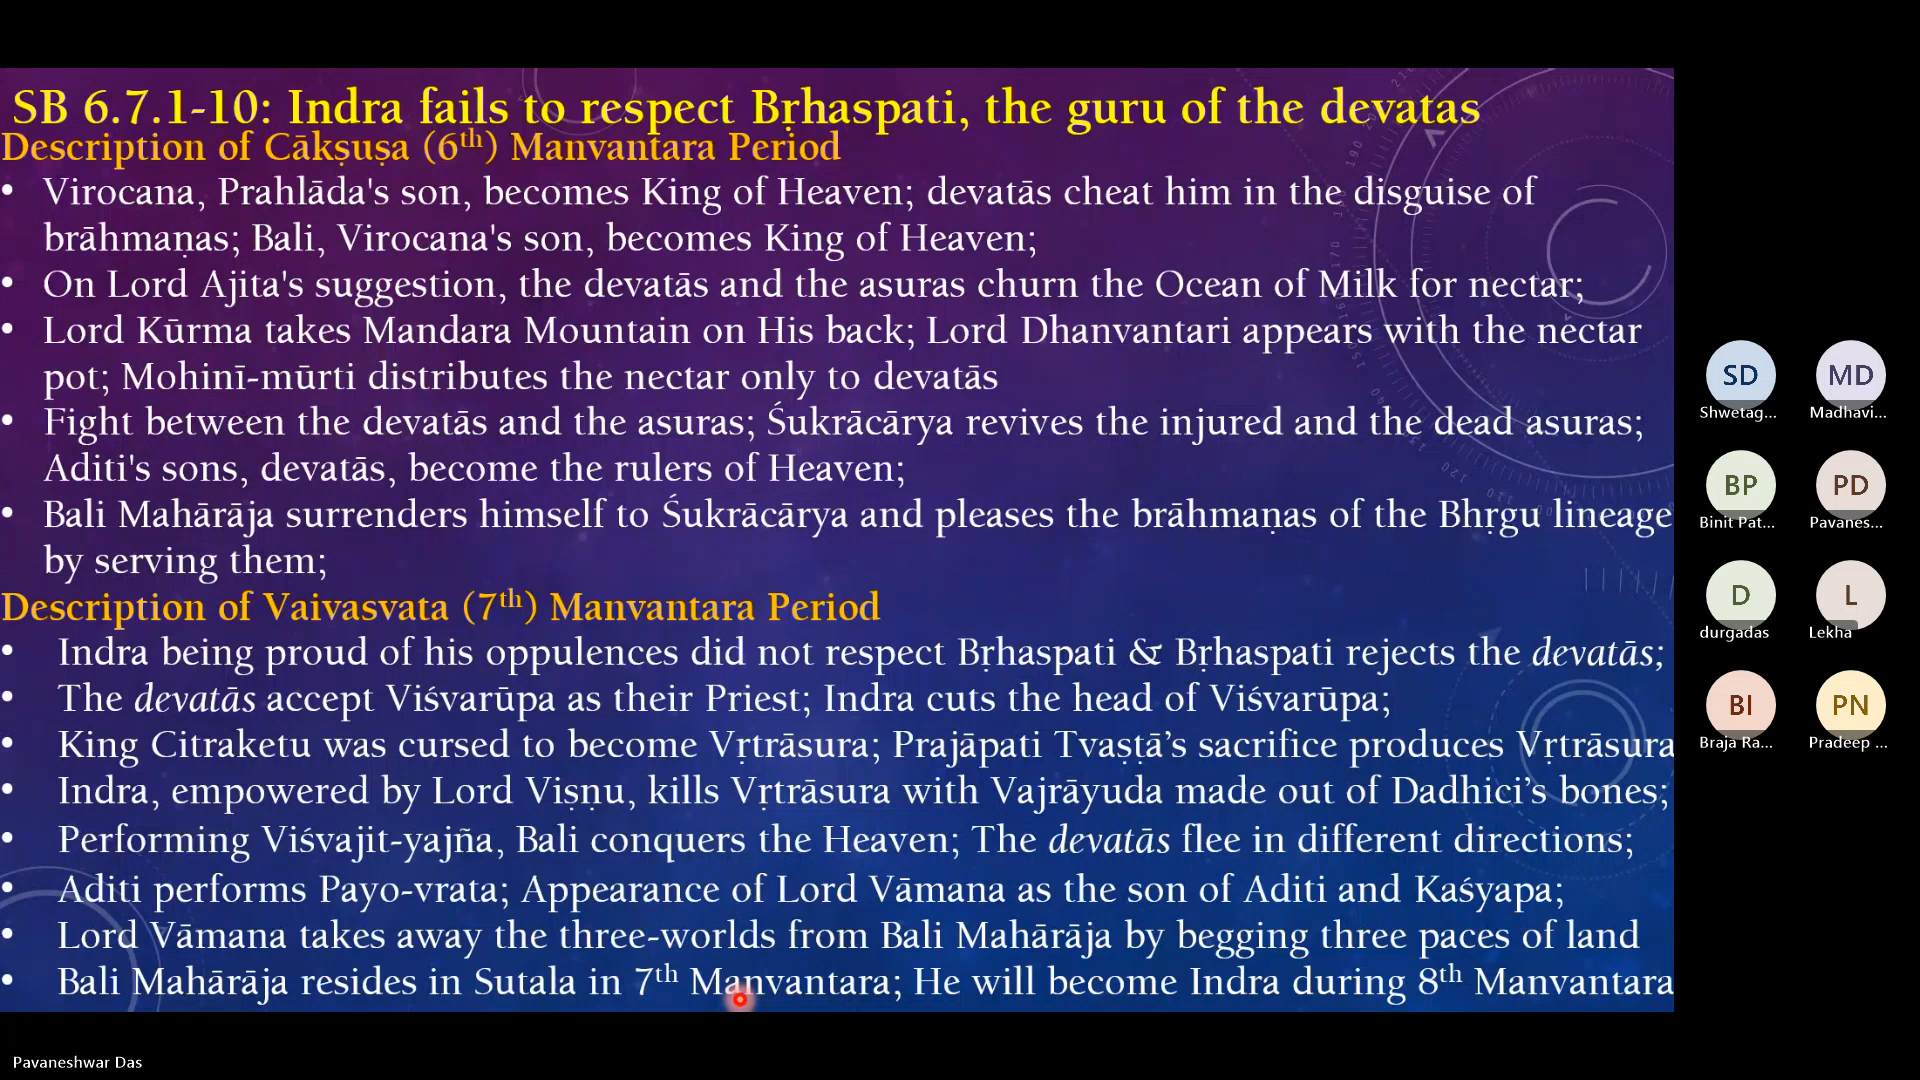 SB 6.7.1-10: Indra fails to respect Bṛhaspati, the guru of the devatas
Description of Cākṣuṣa (6th) Manvantara Period
• Virocana, Prahlāda's son, becomes King of Heaven; devatās cheat him in the disguise of
brāhmaṇas; Bali, Virocana's son, becomes King of Heaven;
• On Lord Ajita's suggestion, the devatās and the asuras churn the Ocean of Milk for nectar;
• Lord Kūrma takes Mandara Mountain on His back; Lord Dhanvantari appears with the nectar
pot; Mohinī-mūrti distributes the nectar only to devatās
• Fight between the devatās and the asuras; Śukrācārya revives the injured and the dead asuras;
Aditi's sons, devatās, become the rulers of Heaven;
• Bali Mahārāja surrenders himself to Śukrācārya and pleases the brāhmaṇas of the Bhṛgu lineage
by serving them;
Description of Vaivasvata (7th) Manvantara Period
• Indra being proud of his oppulences did not respect Bṛhaspati & Bṛhaspati rejects the devatās;
• The devatās accept Viśvarūpa as their Priest; Indra cuts the head of Viśvarūpa;
• King Citraketu was cursed to become Vṛtrāsura; Prajāpati Tvaṣṭā’s sacrifice produces Vṛtrāsura
• Indra, empowered by Lord Viṣṇu, kills Vṛtrāsura with Vajrāyuda made out of Dadhici’s bones;
• Performing Viśvajit-yajña, Bali conquers the Heaven; The devatās flee in different directions;
• Aditi performs Payo-vrata; Appearance of Lord Vāmana as the son of Aditi and Kaśyapa;
• Lord Vāmana takes away the three-worlds from Bali Mahārāja by begging three paces of land
• Bali Mahārāja resides in Sutala in 7th Manvantara; He will become Indra during 8th Manvantara
SD MD
Shwetag... Madhavi...
BP PD
Binit Pat... Pavanes...
D L
durgadas Lekha
BI PN
Braja Ra... Pradeep ...
Pavaneshwar Das